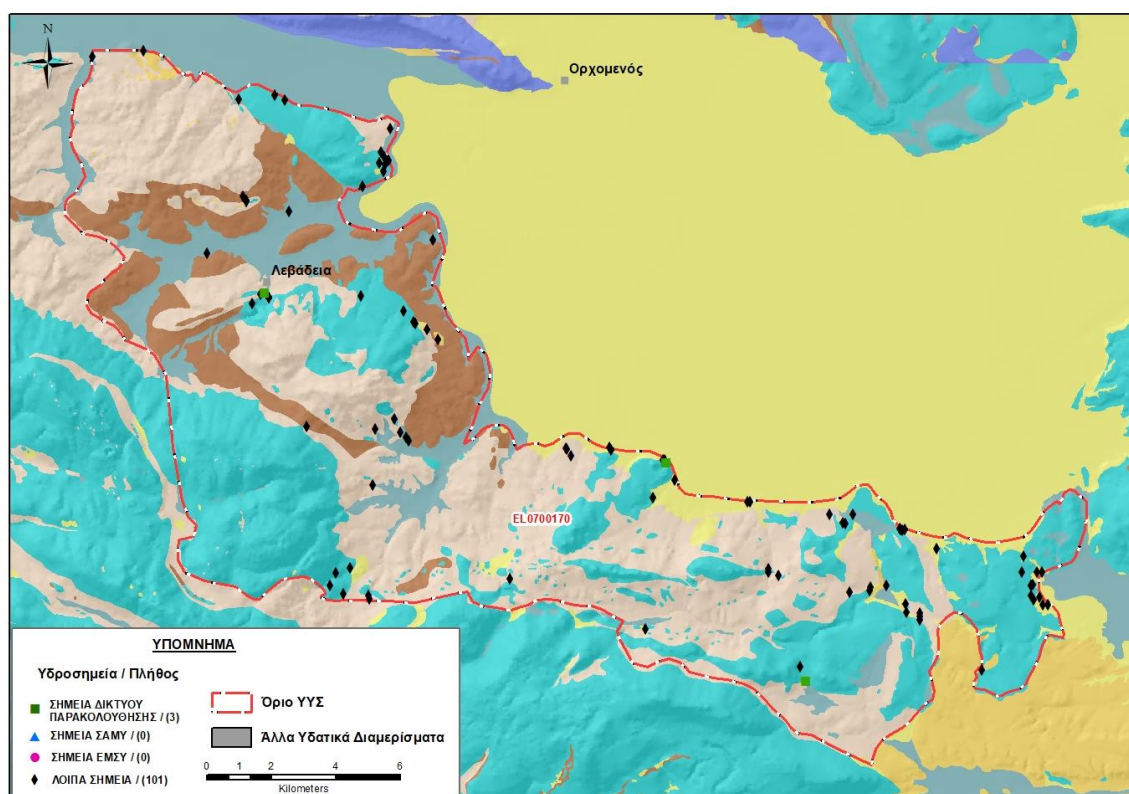 N
Ορχομενός
Λεβάδεια
EL0700170
ΥΠΟΜΝΗΜΑ
Υδροσημεία / Πλήθος
ΣΗΜΕΙΑ ΔΙΚΤΥΟΥ
ΠΑΡΑΚΟΛΟΥΘΗΣΗΣ / (3)
ΣΗΜΕΙΑ ΣΑΜΥ / (0)
ΣΗΜΕΙΑ ΕΜΣΥ / (0)
ΛΟΙΠΑ ΣΗΜΕΙΑ / (101)
Όριο ΥΥΣ
Άλλα Υδατικά Διαμερίσματα
0 1 2 4 6
Kilometers